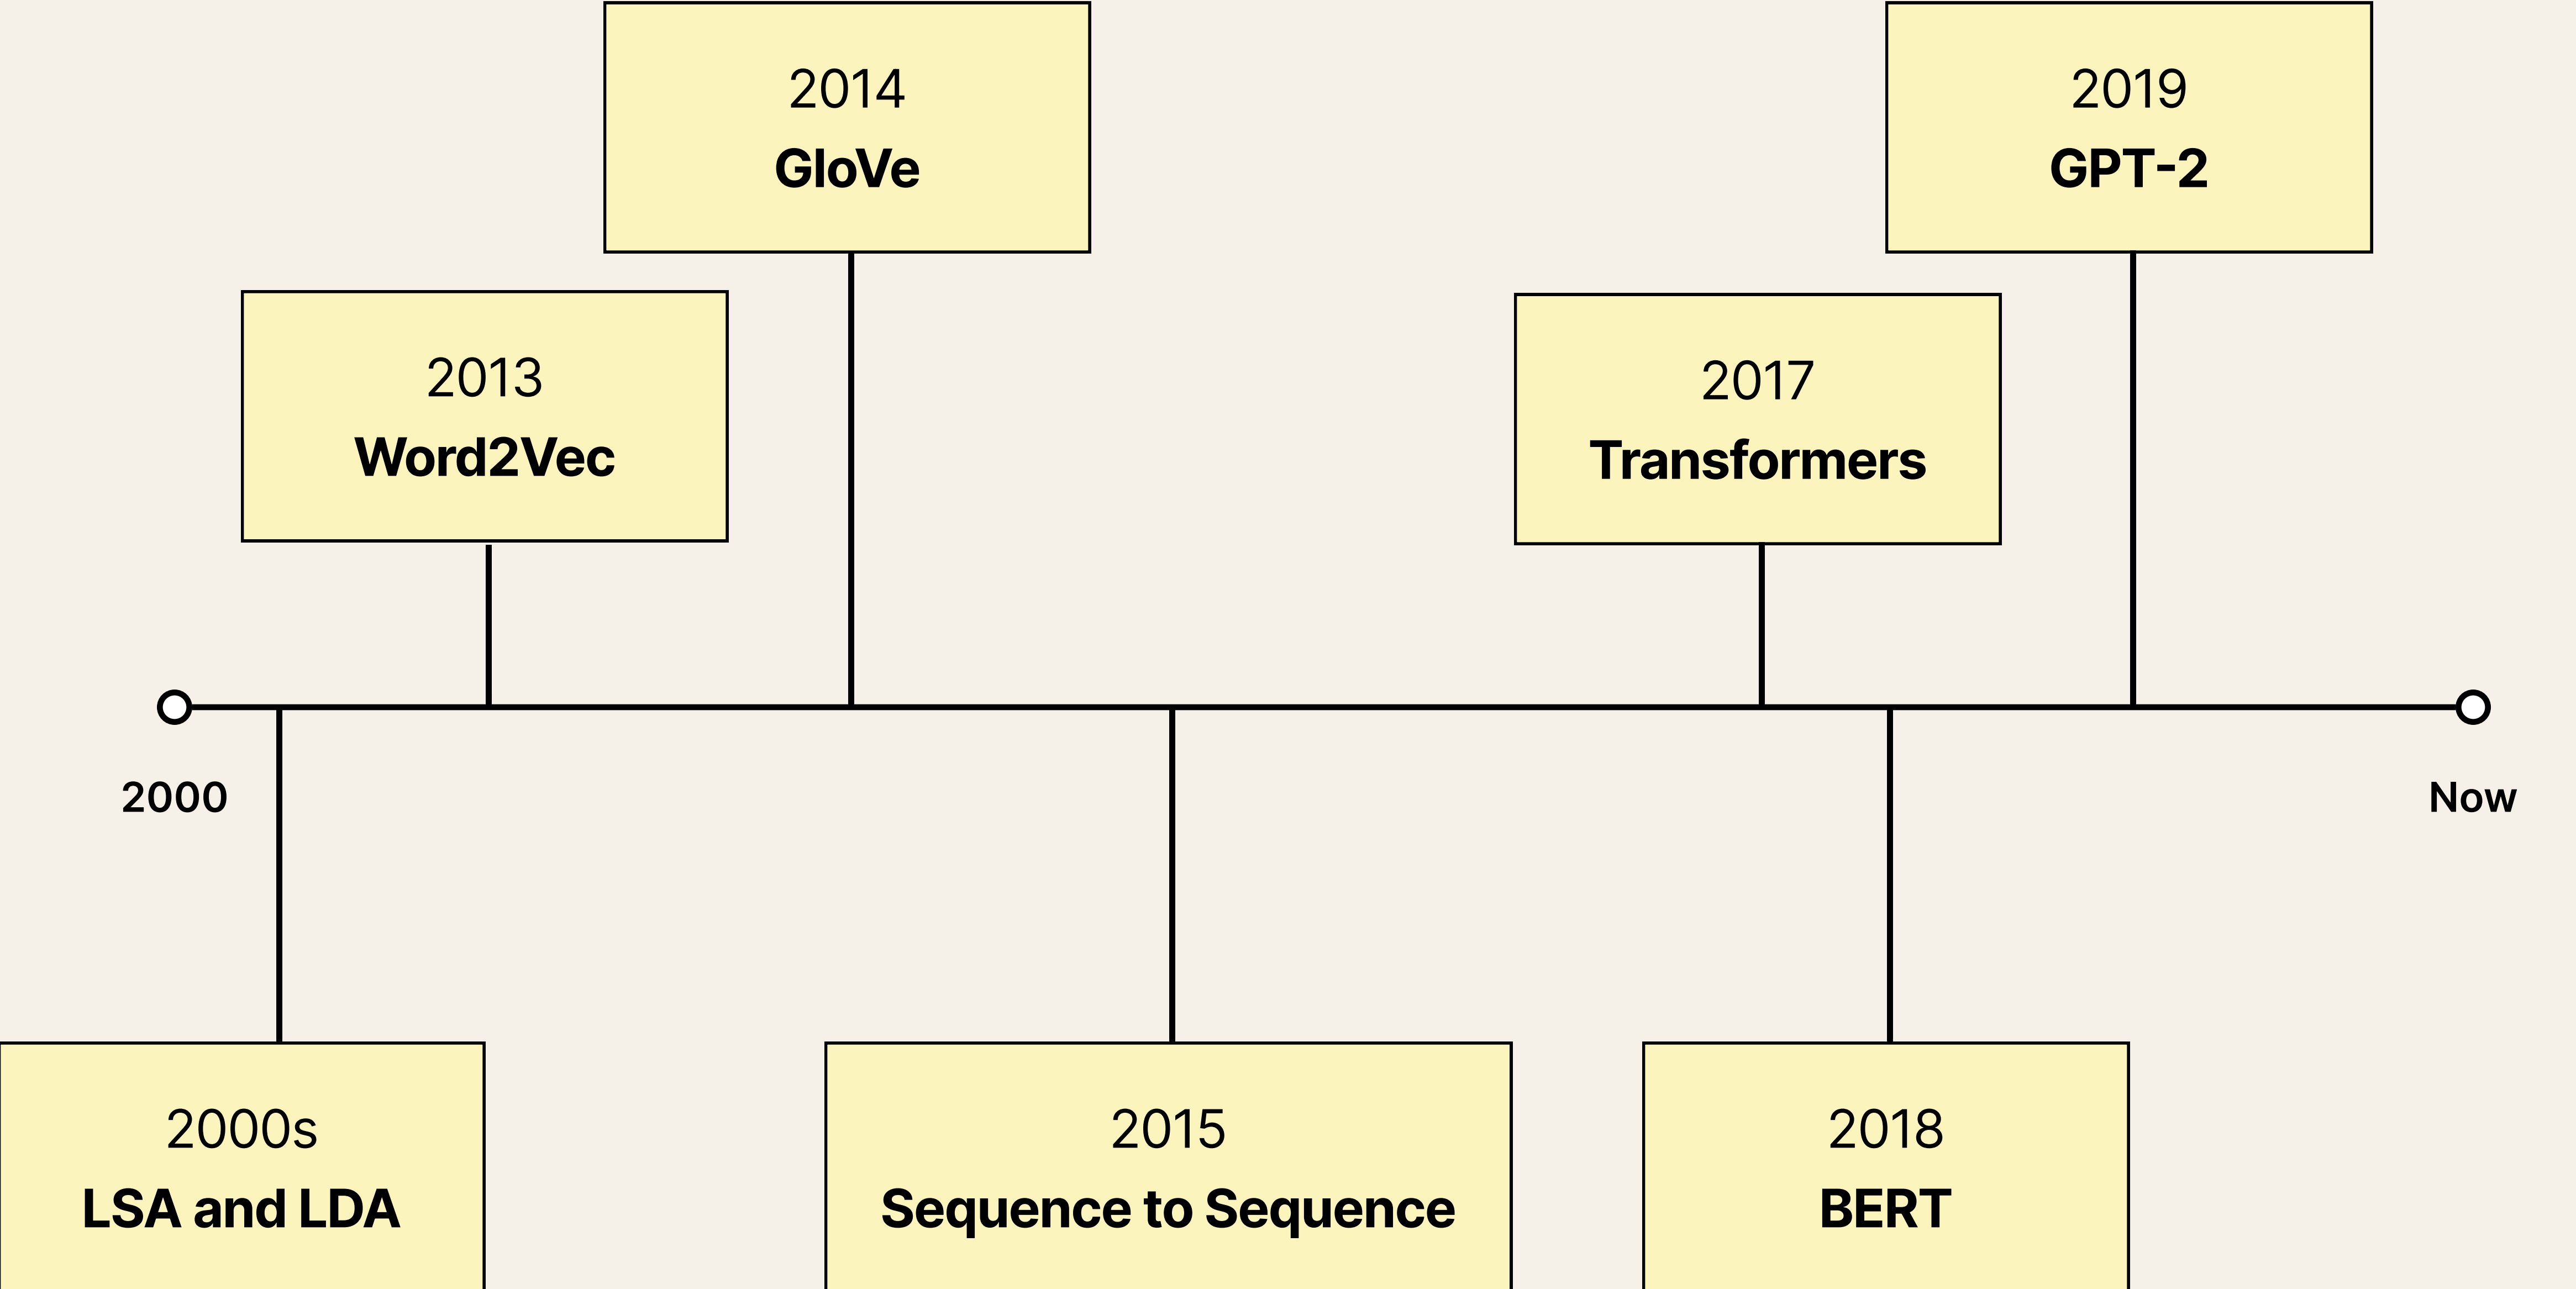 2014
GloVe
2019
GPT-2
2013
Word2Vec
2017
Transformers
2000
Now
2000s
LSA and LDA
2015
Sequence to Sequence
2018
BERT